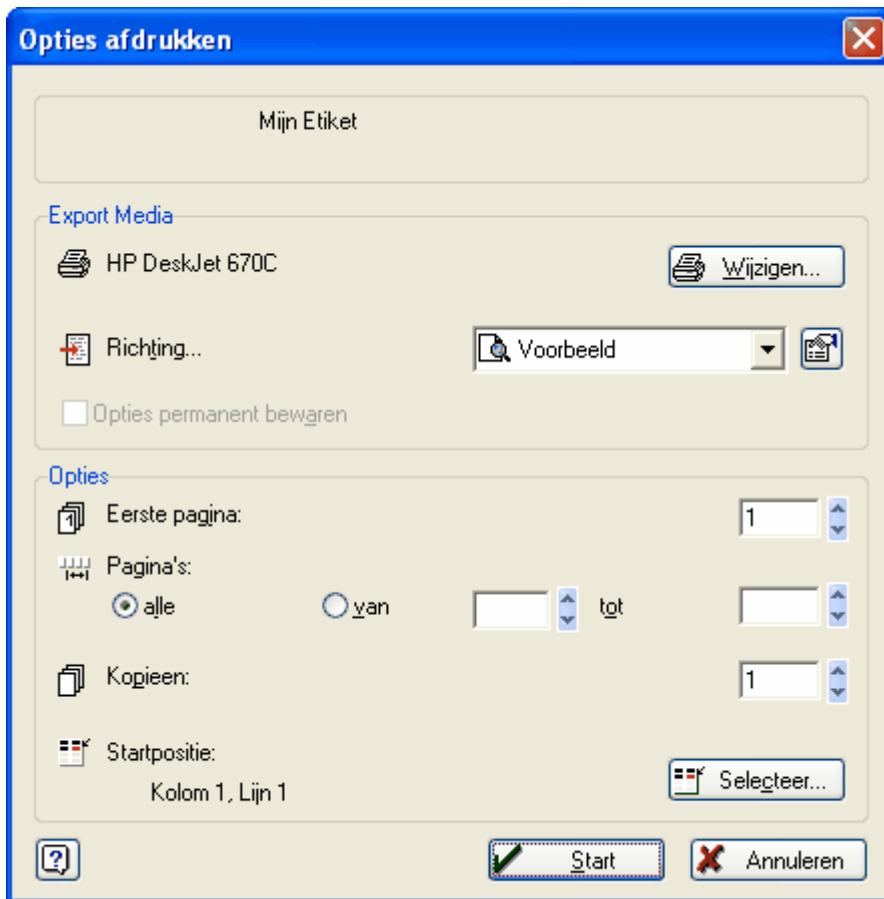 Opties afdrukken
Mijn Etiket
Export Media
HP DeskJet 670C
Wijzigen...
Richting...
Voorbeeld
Opties permanent bewaren
Opties
Eerste pagina:
1
Pagina's:
alle
van
tot
Kopieen:
1
Startpositie:
Kolom 1, Lijn 1
Selecteer...
Start
Annuleren